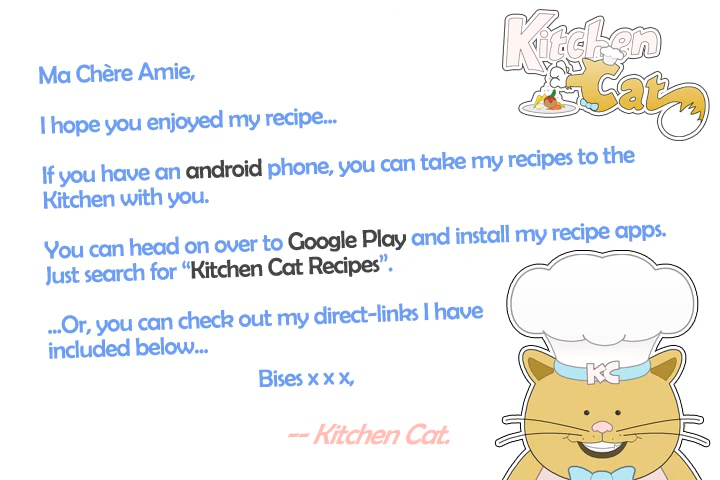 Kitchen
Cat
Ma Chère Amie,
I hope you enjoyed my recipe...
If you have an android phone, you can take my recipes to the
Kitchen with you.
You can head on over to Google Play and install my recipe apps.
Just search for “Kitchen Cat Recipes”.
...Or, you can check out my direct-links I have
included below...
Bises x x x,
-- Kitchen Cat.
KC